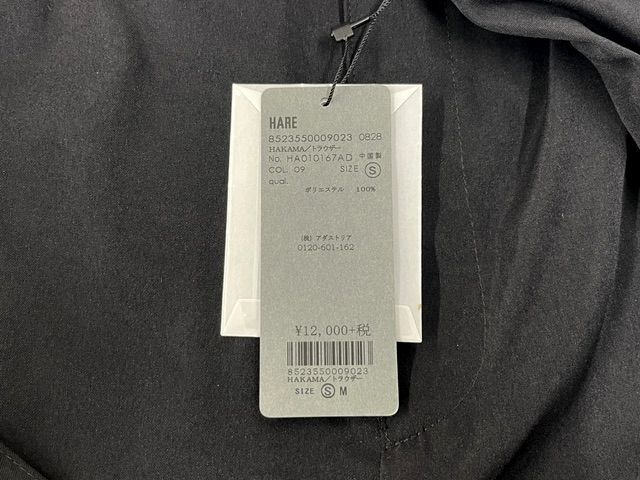 HARE
8523550009023 0828
HAKAMA／トラウザー
No. HA010167AD 中国製
COL. 09 SIZE Ⓢ
qual.
ポリエステル 100%
(株) アダストリア
0120-601-162
¥12,000+税
8523550009023
HAKAMA／トラウザー
SIZE Ⓢ M